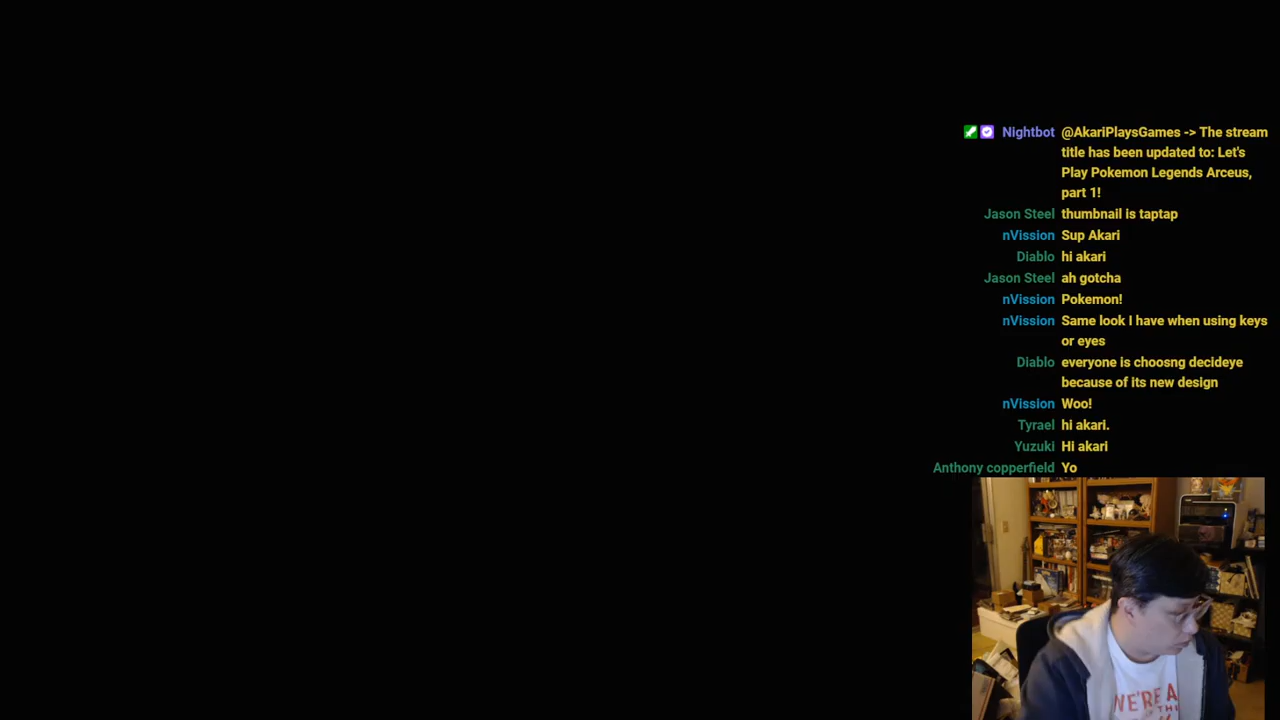 Nightbot @AkariPlaysGames -> The stream
title has been updated to: Let's
Play Pokemon Legends Arceus,
part 1!
Jason Steel thumbnail is taptap
nVission Sup Akari
Diablo hi akari
Jason Steel ah gotcha
nVission Pokemon!
nVission Same look I have when using keys
or eyes
Diablo everyone is choosng decideye
because of its new design
nVission Woo!
Tyrael hi akari.
Yuzuki Hi akari
Anthony copperfield Yo
WE'RE A
THE